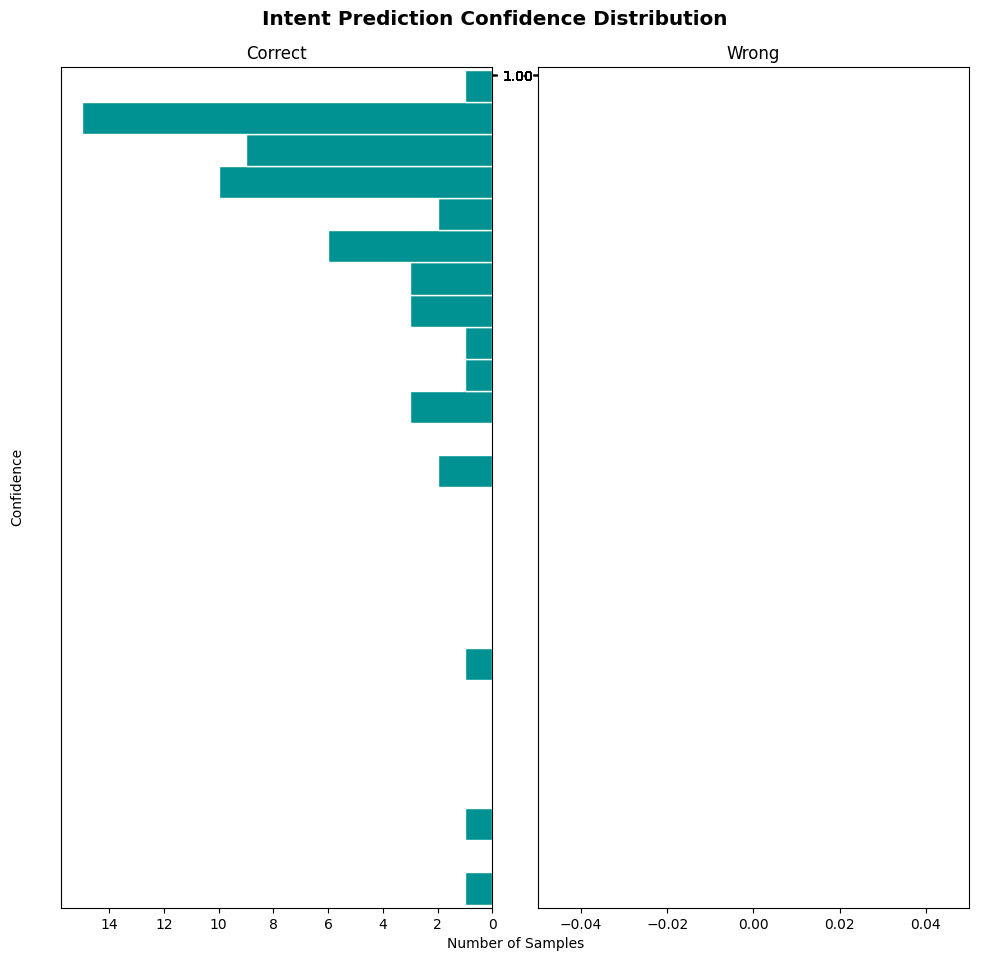 Intent Prediction Confidence Distribution
Correct
Wrong
1.00
Confidence
14 12 10 8 6 4 2 0
−0.04 −0.02 0.00 0.02 0.04
Number of Samples